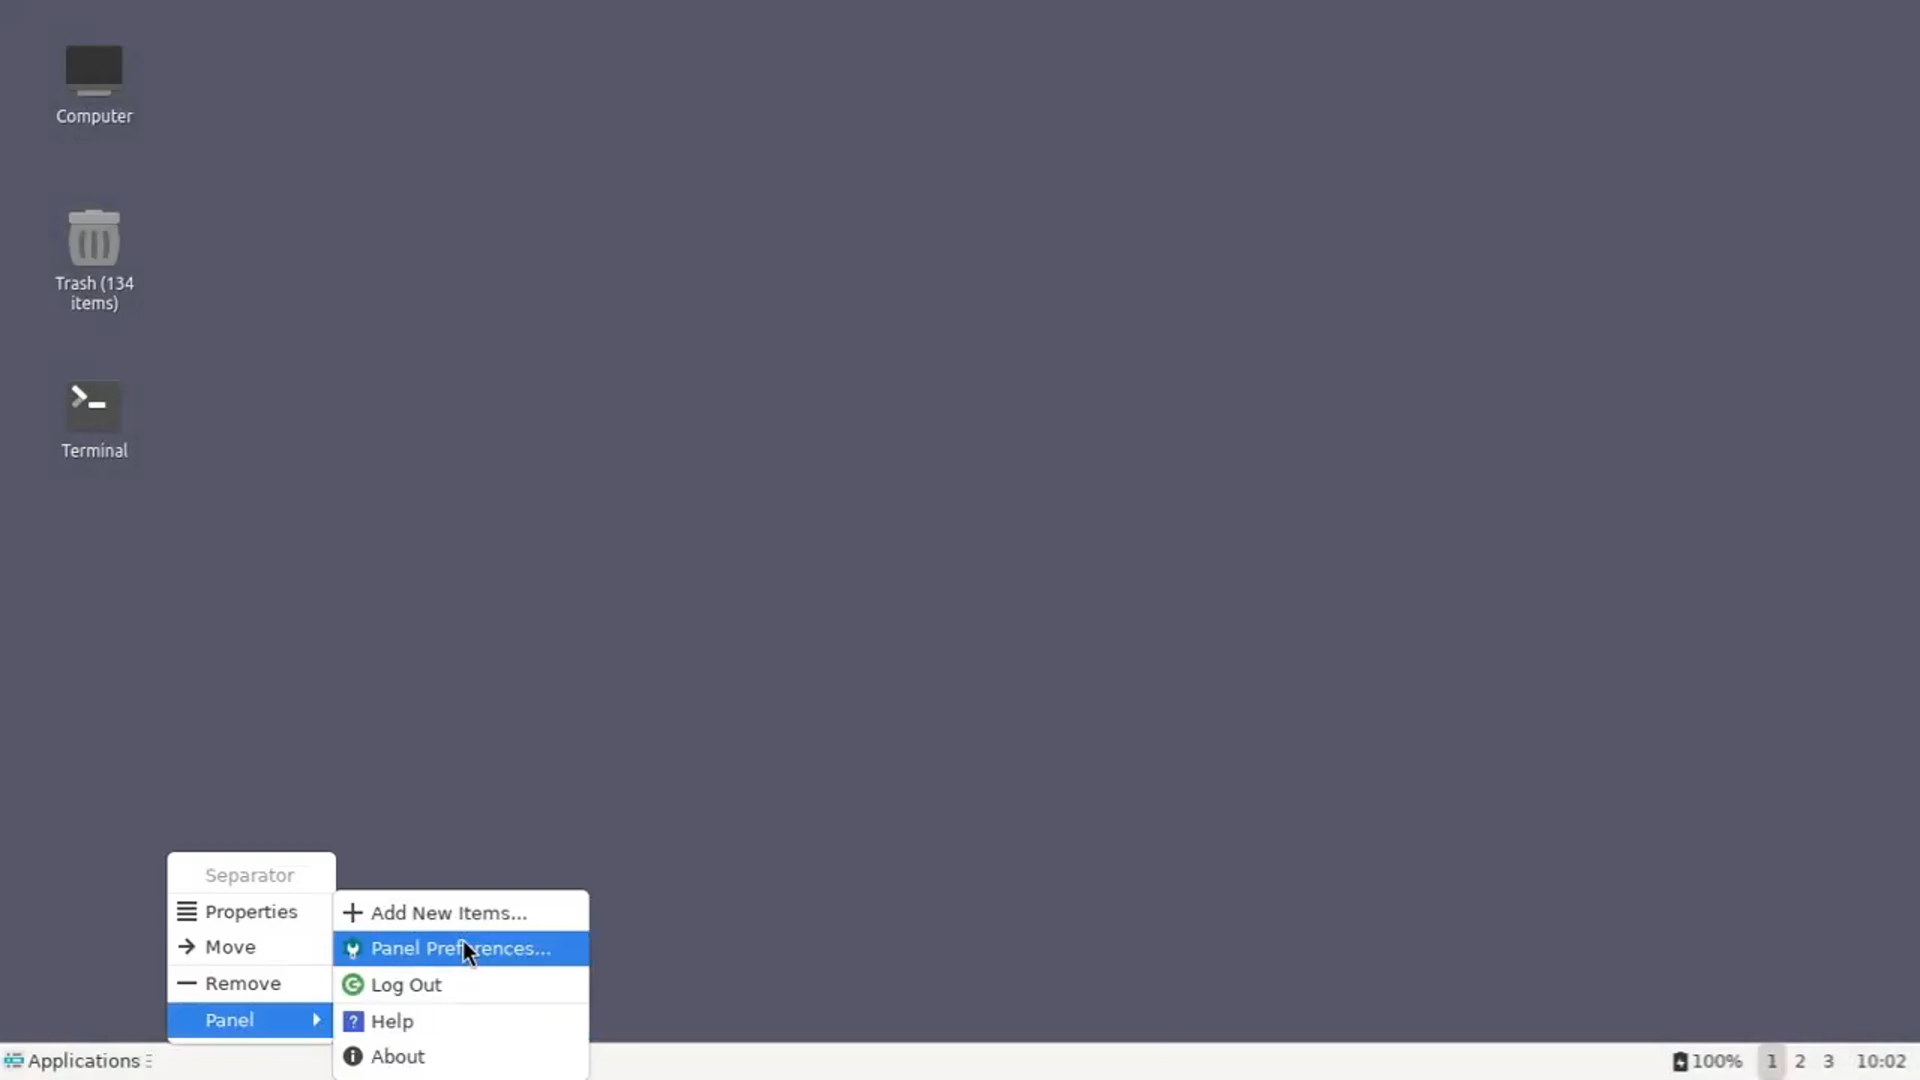 Computer
Trash (134
items)
Terminal
Separator
Properties
Move
Remove
Panel
Add New Items...
Panel Preferences...
Log Out
Help
About
Applications
100%
1 2 3
10:02